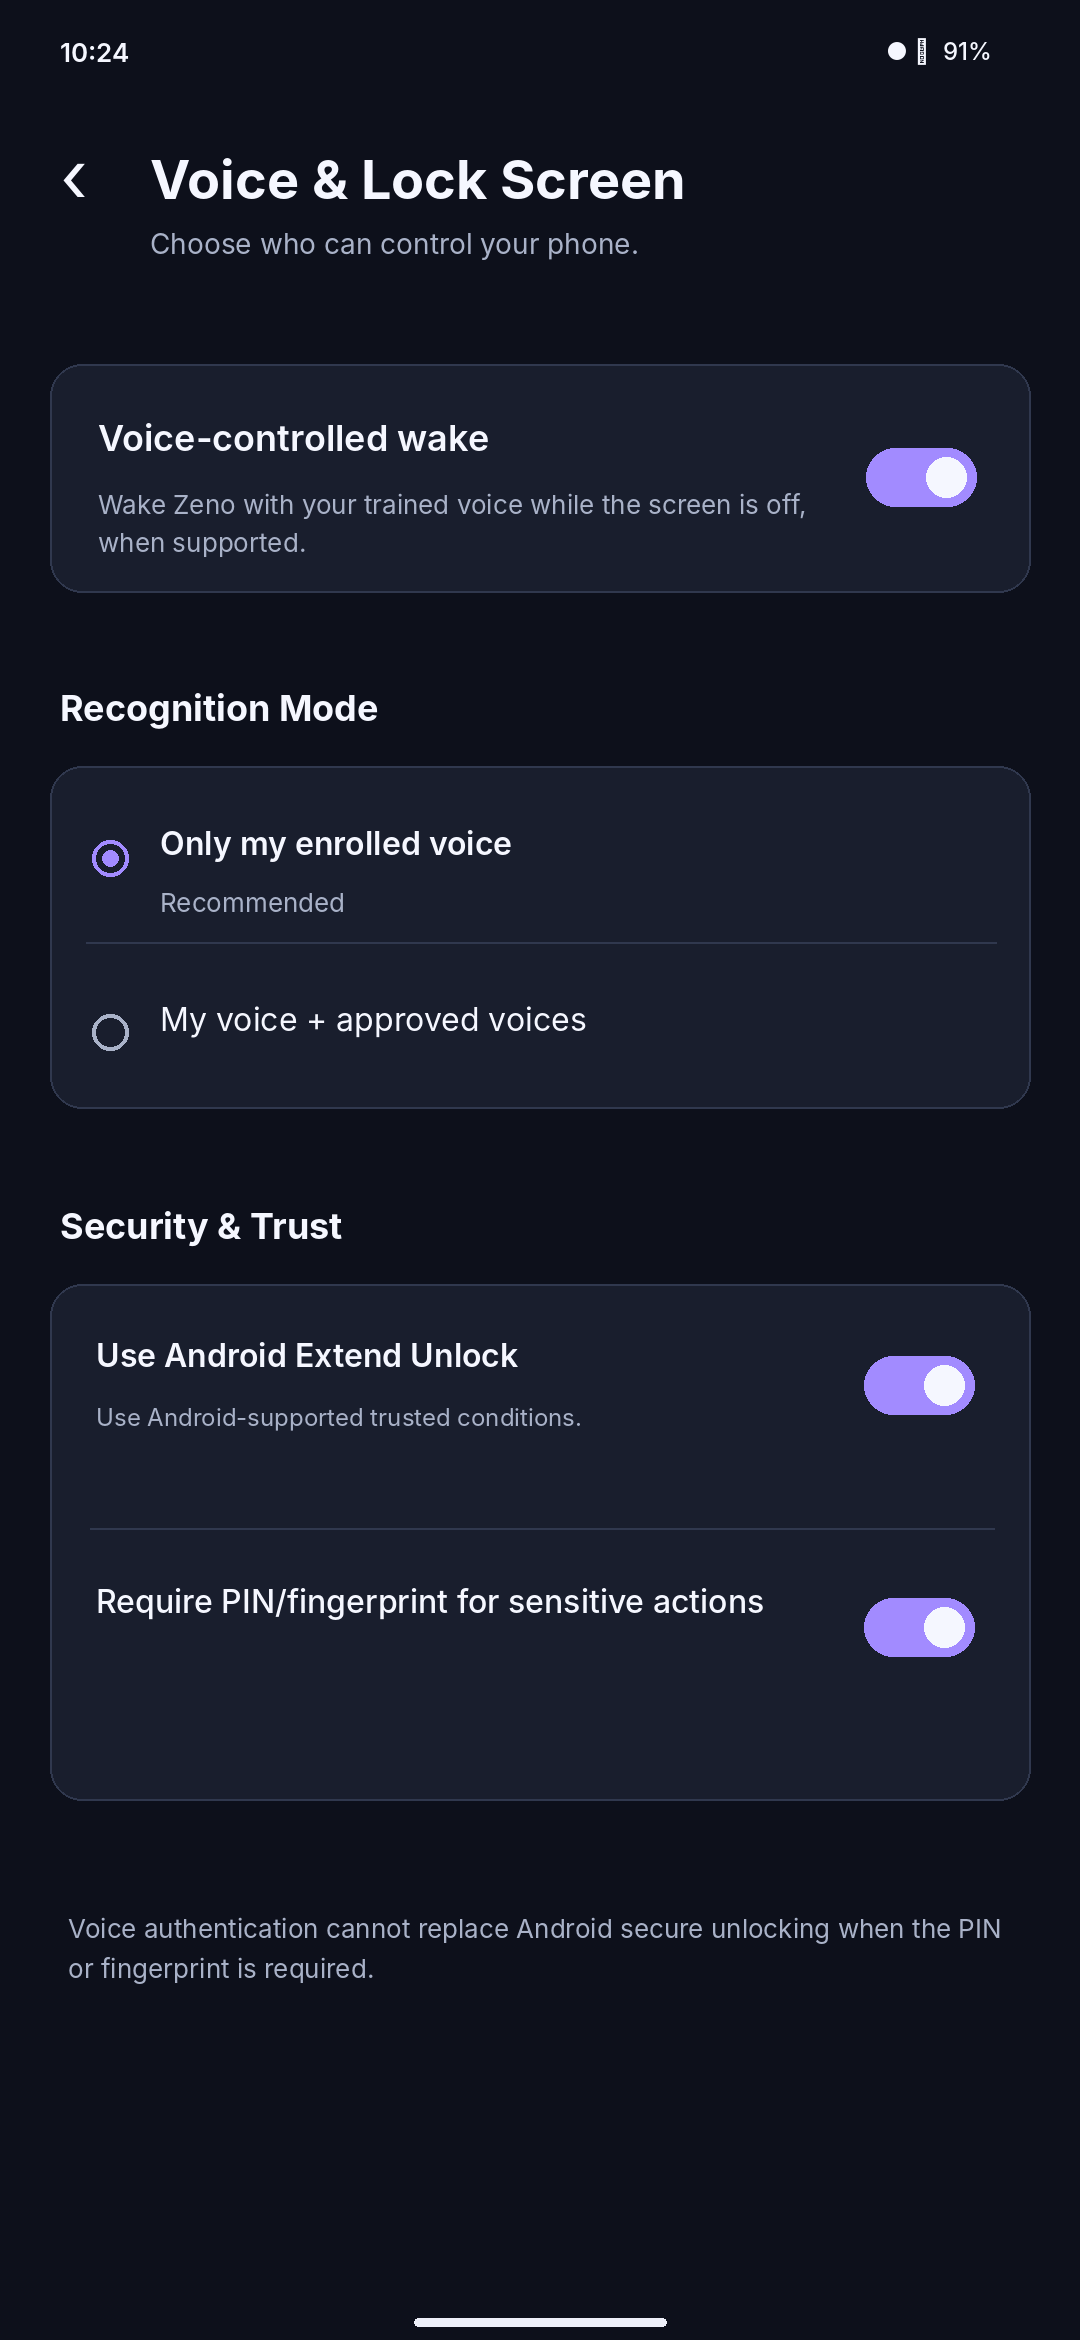 10:24
91%
Voice & Lock Screen
Choose who can control your phone.
Voice-controlled wake
Wake Zeno with your trained voice while the screen is off,
when supported.
Recognition Mode
Only my enrolled voice
Recommended
My voice + approved voices
Security & Trust
Use Android Extend Unlock
Use Android-supported trusted conditions.
Require PIN/fingerprint for sensitive actions
Voice authentication cannot replace Android secure unlocking when the PIN
or fingerprint is required.